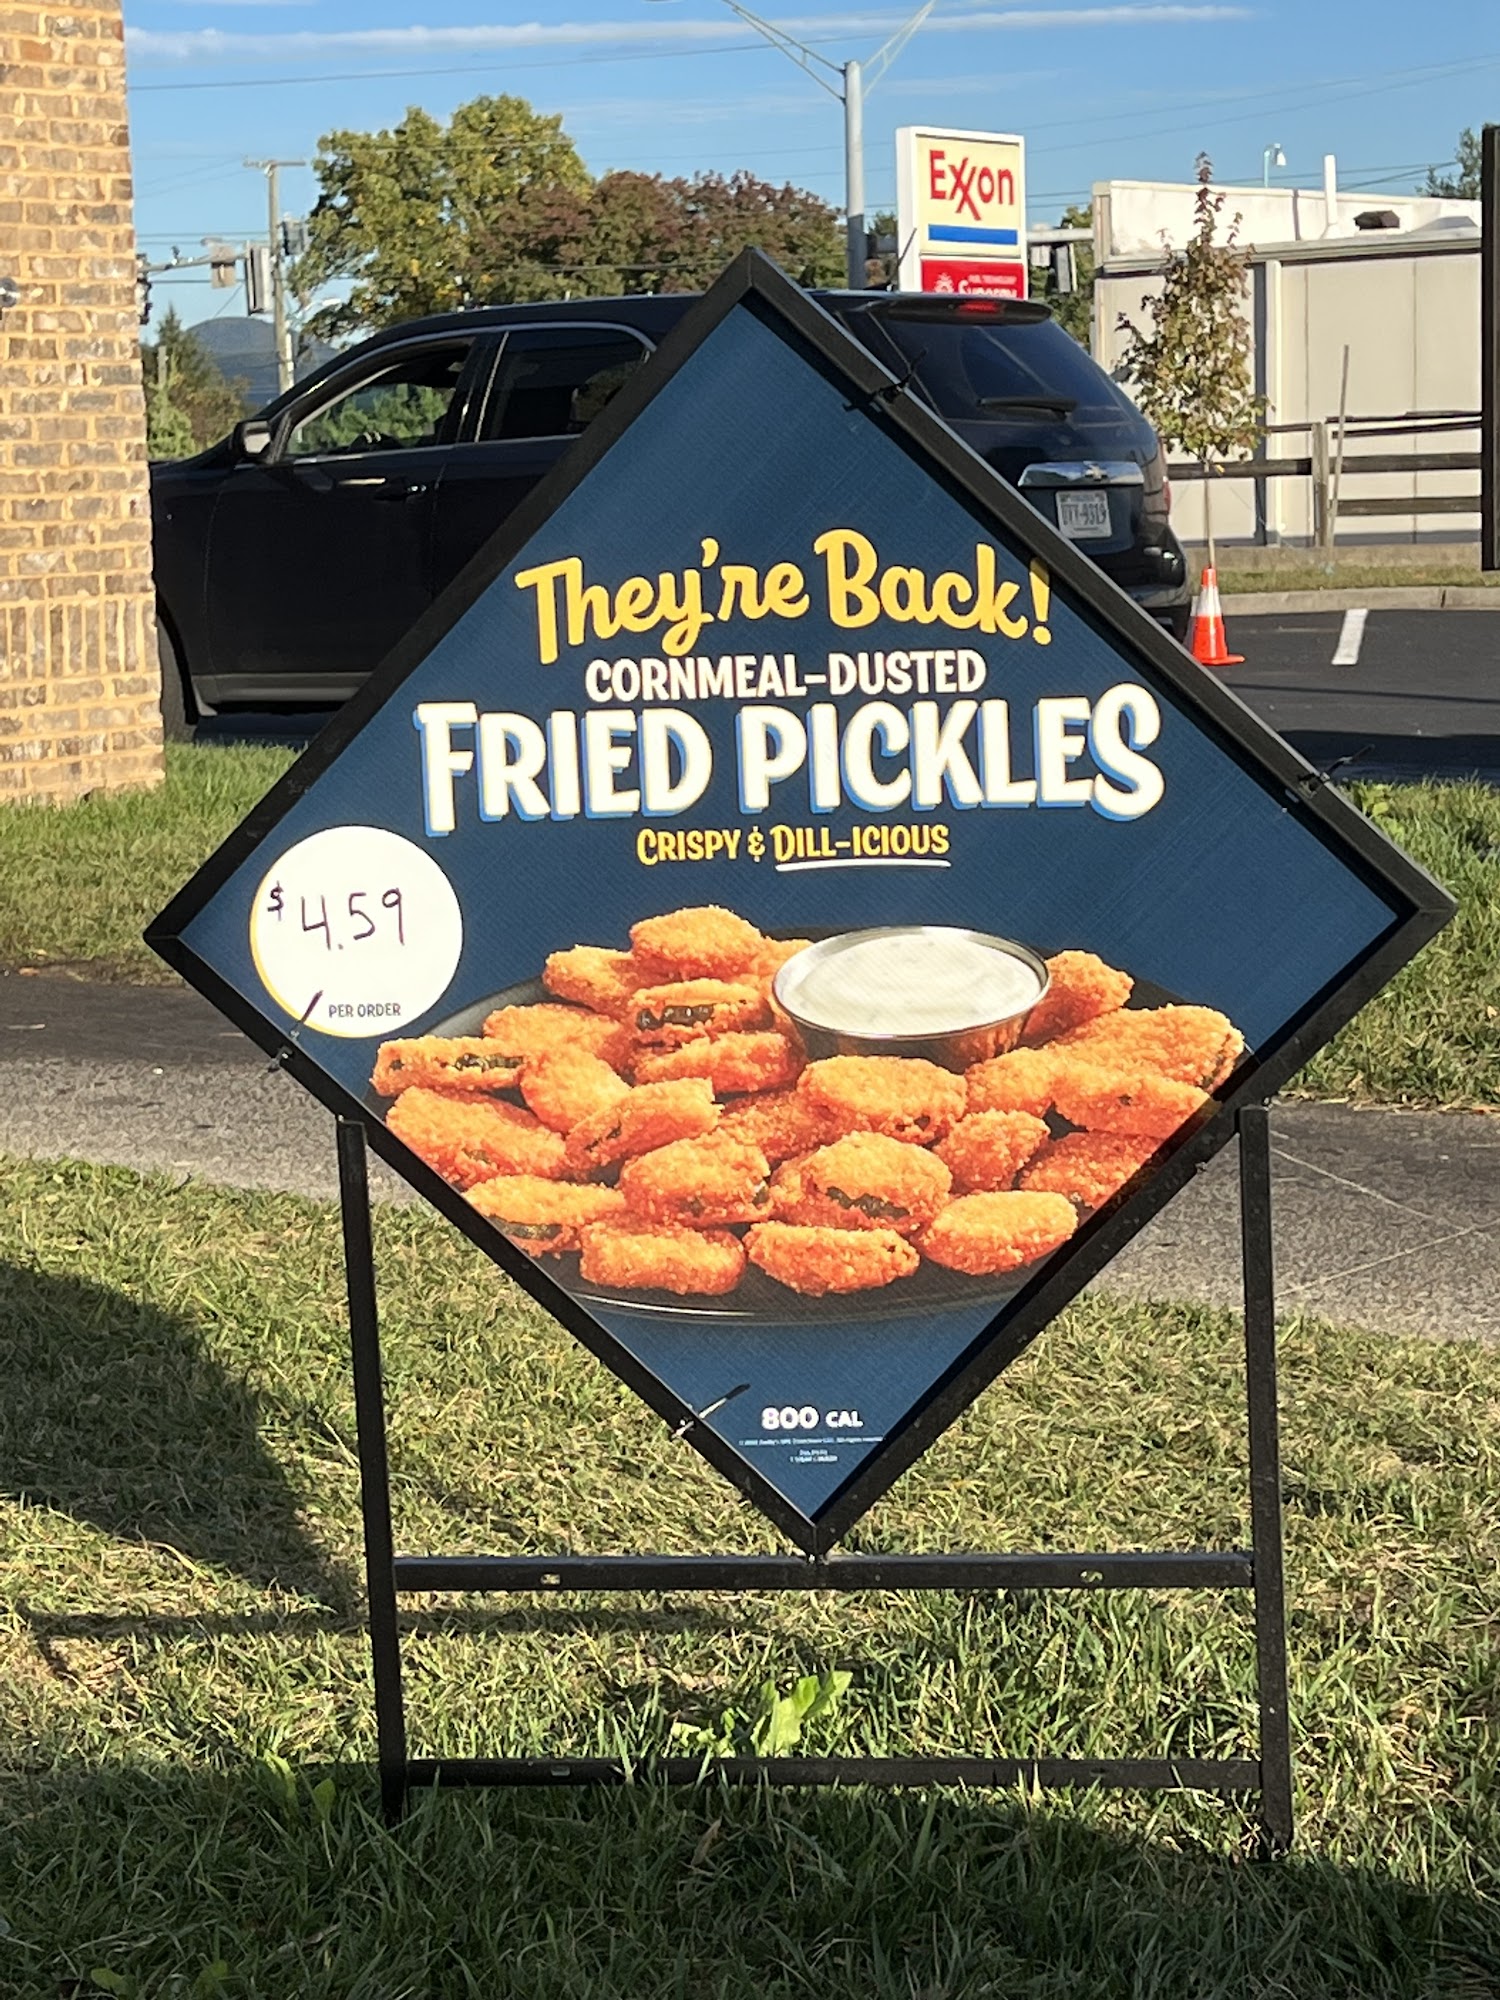 Exxon
They're Back!
CORNMEAL-DUSTED
FRIED PICKLES
CRISPY & DILL-ICIOUS
$4.59
PER ORDER
800 CAL